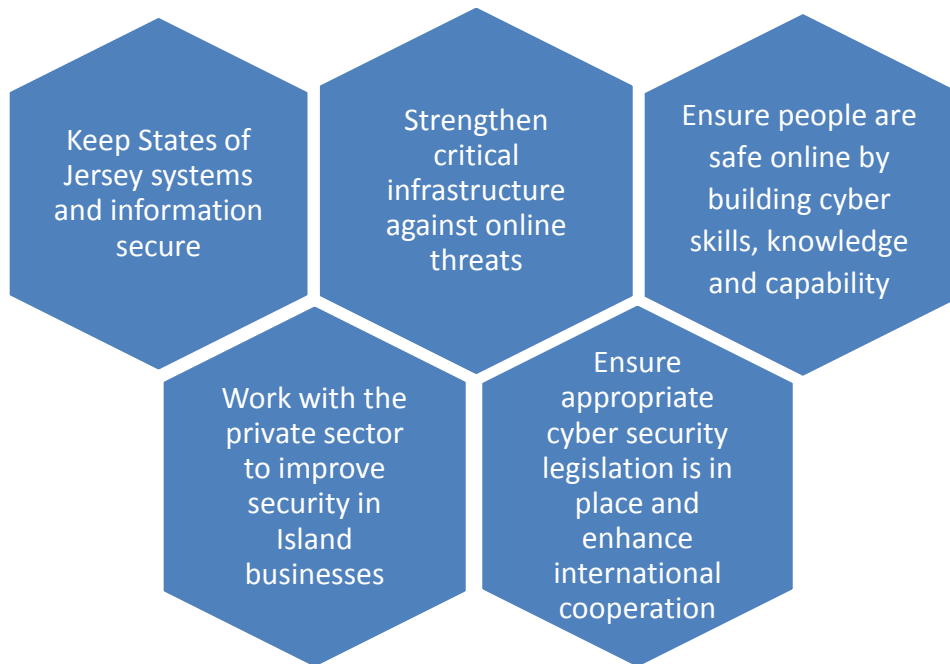 Keep States of
Jersey systems
and information
secure
Strengthen
critical
infrastructure
against online
threats
Ensure people are
safe online by
building cyber
skills, knowledge
and capability
Work with the
private sector
to improve
security in
Island
businesses
Ensure
appropriate
cyber security
legislation is in
place and
enhance
international
cooperation